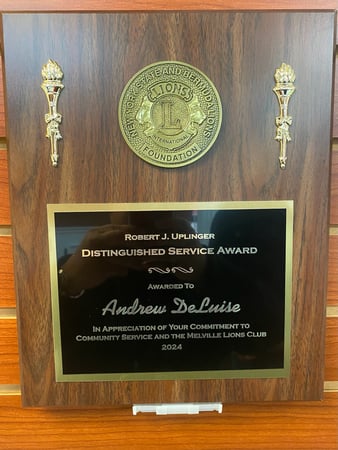 NEW YORK STATE AND BERMUDA LIONS
LIONS
L
INTERNATIONAL
FOUNDATION
ROBERT J. UPLINGER
DISTINGUISHED SERVICE AWARD
AWARDED TO
Andrew DeLuise
IN APPRECIATION OF YOUR COMMITMENT TO
COMMUNITY SERVICE AND THE MELVILLE LIONS CLUB
2024